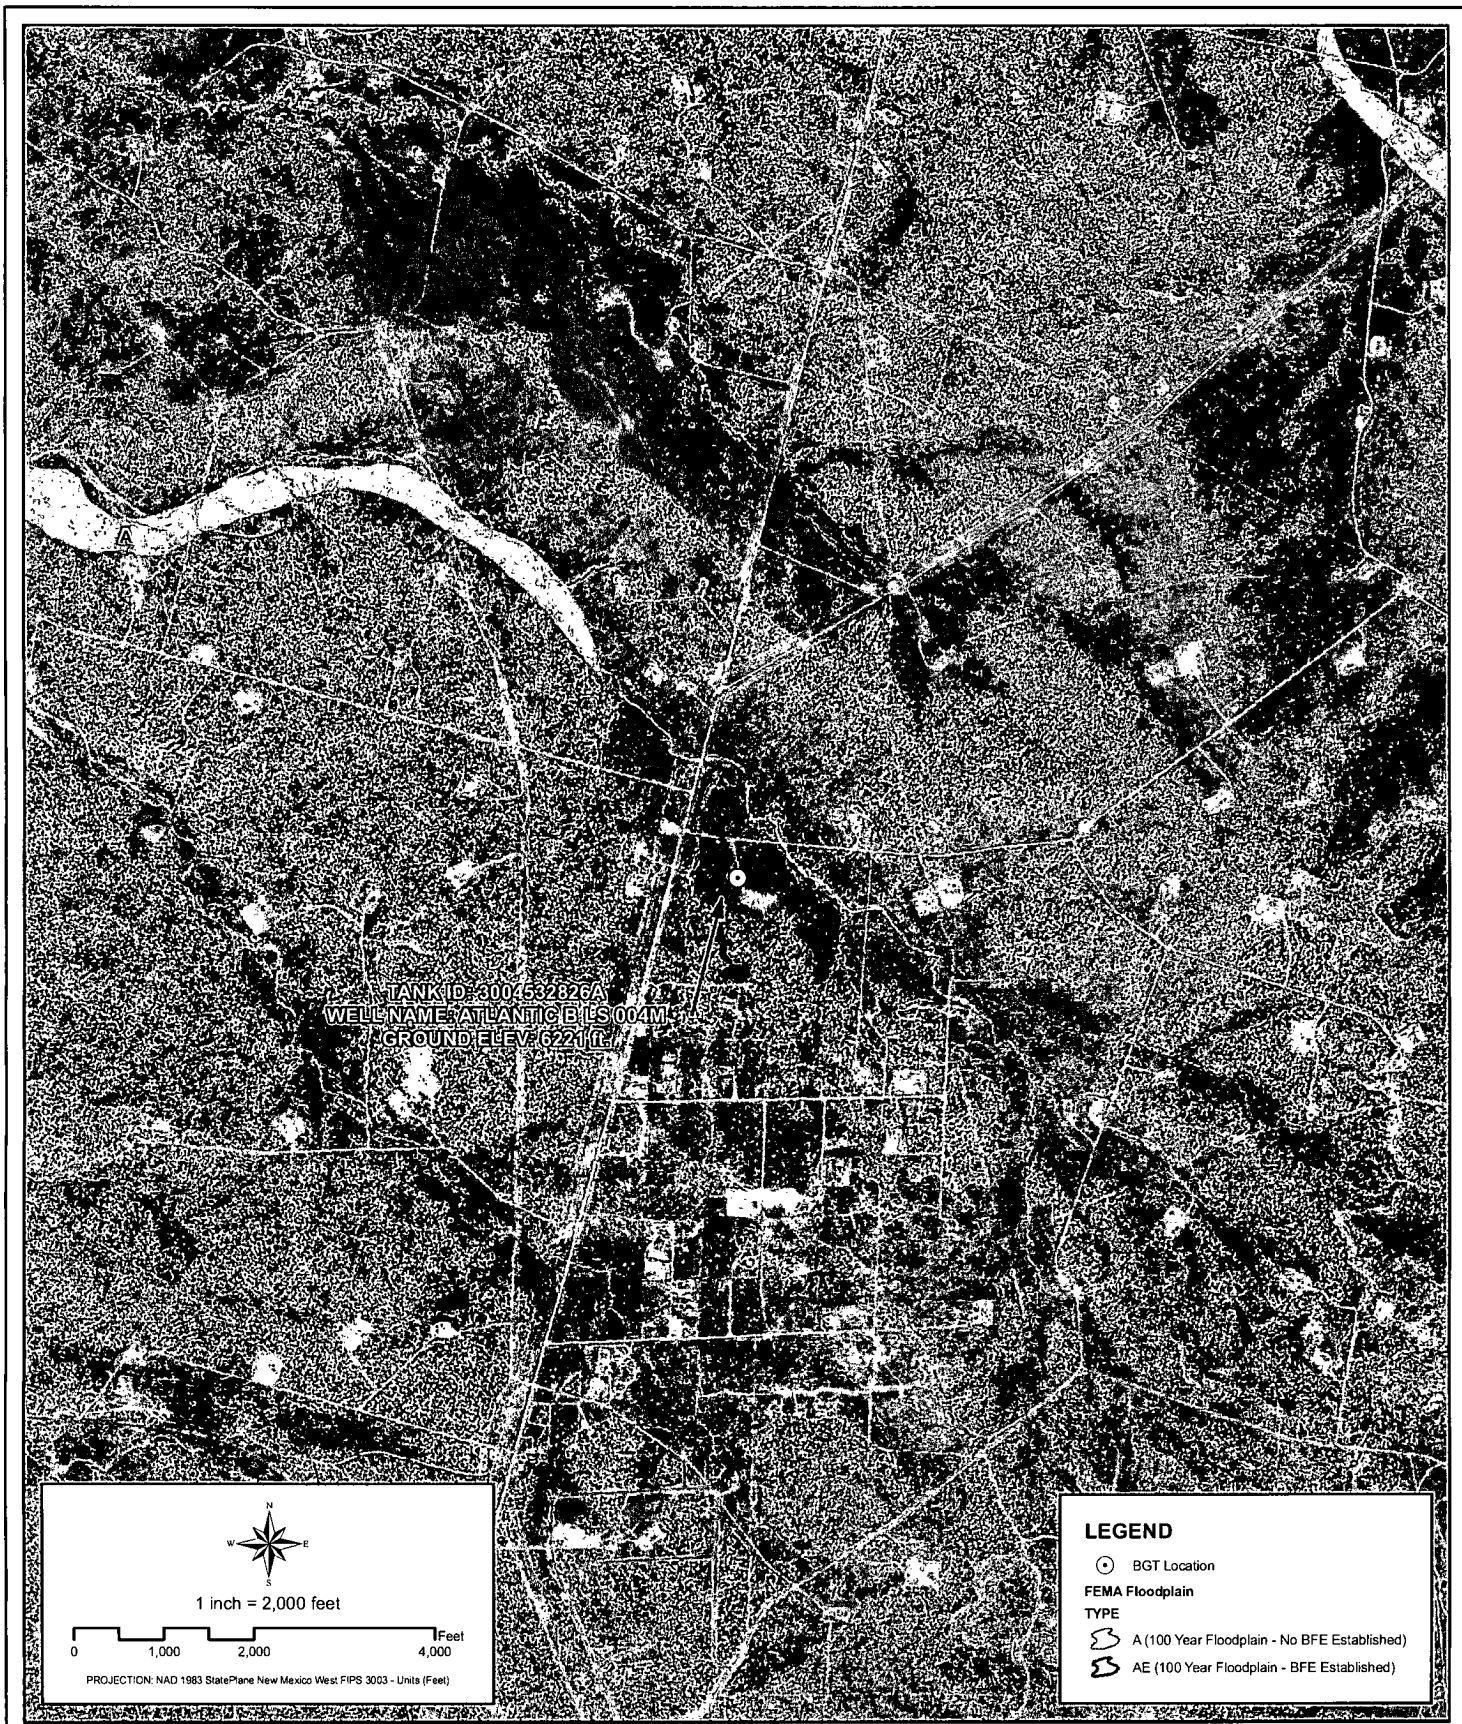 A
TANK ID: 3004532826A
WELL NAME: ATLANTIC B LS 004M
GROUND ELEV: 6221 ft.
N
W E
S
1 inch = 2,000 feet
Feet
0 1,000 2,000 4,000
PROJECTION: NAD 1983 StatePlane New Mexico West FIPS 3003 - Units (Feet)
LEGEND
BGT Location
FEMA Floodplain
TYPE
A (100 Year Floodplain - No BFE Established)
AE (100 Year Floodplain - BFE Established)